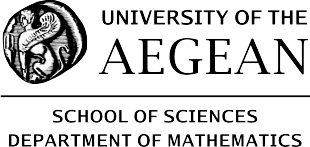 UNIVERSITY OF THE
AEGEAN
SCHOOL OF SCIENCES
DEPARTMENT OF MATHEMATICS